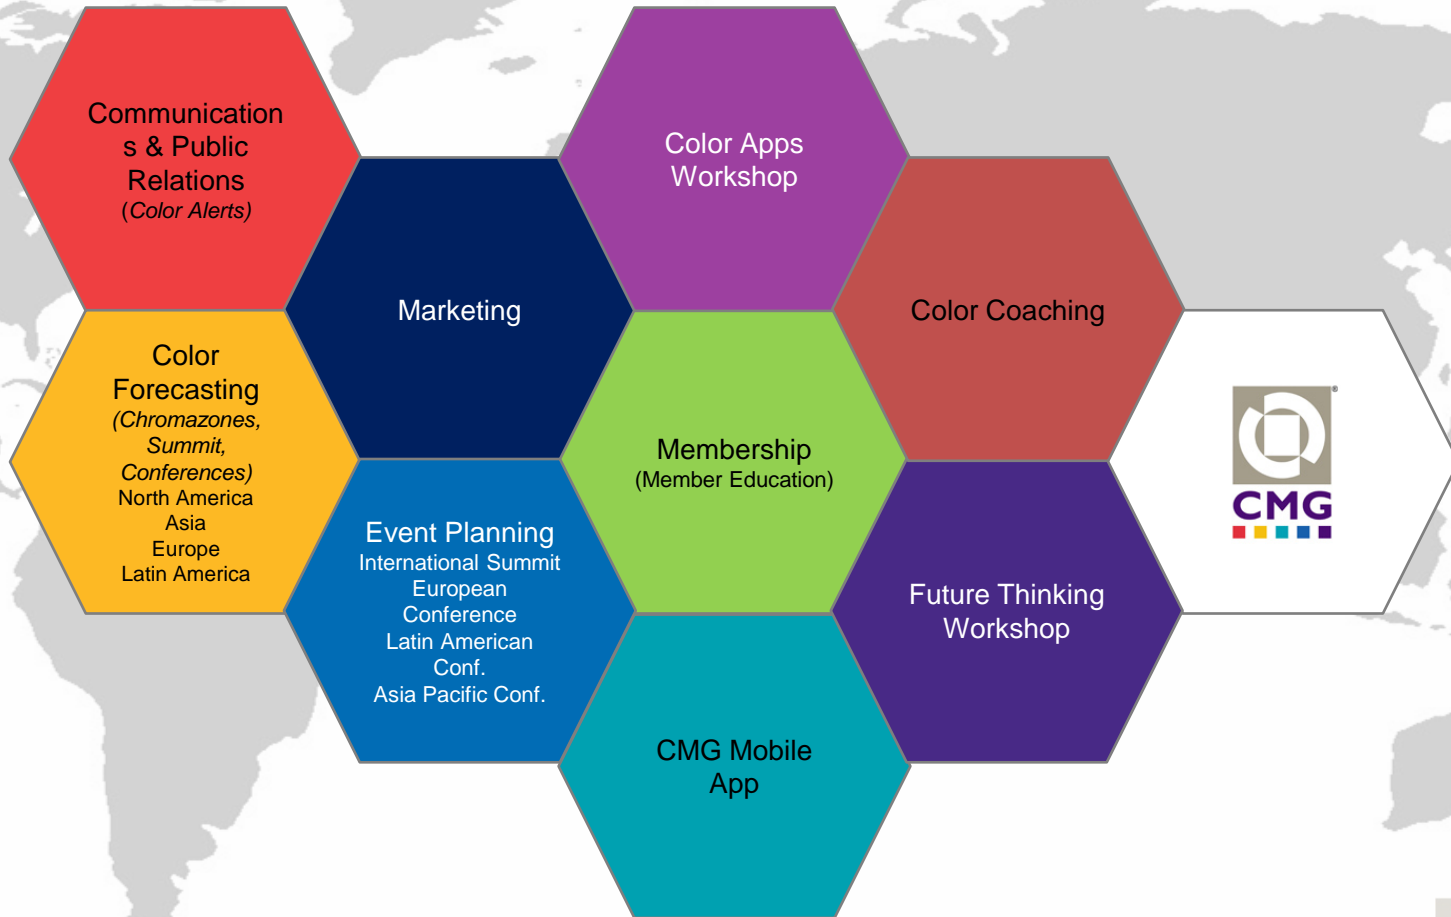 Communication
s & Public
Relations
(Color Alerts)
Color Apps
Workshop
Marketing
Color Coaching
Color
Forecasting
(Chromazones,
Summit,
Conferences)
North America
Asia
Europe
Latin America
Membership
(Member Education)
®
CMG
Event Planning
International Summit
European
Conference
Latin American
Conf.
Asia Pacific Conf.
Future Thinking
Workshop
CMG Mobile
App